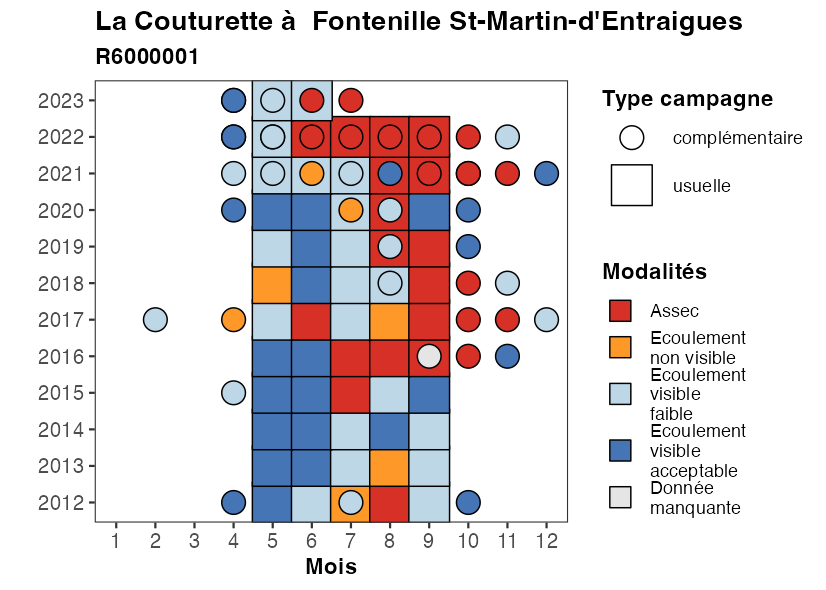 La Couturette à  Fontenille St-Martin-d'Entraigues
R6000001
2023
2022
2021
2020
2019
2018
2017
2016
2015
2014
2013
2012
1 2 3 4 5 6 7 8 9 10 11 12
Mois
Type campagne
complémentaire
usuelle
Modalités
Assec
Ecoulement
non visible
Ecoulement
visible
faible
Ecoulement
visible
acceptable
Donnée
manquante